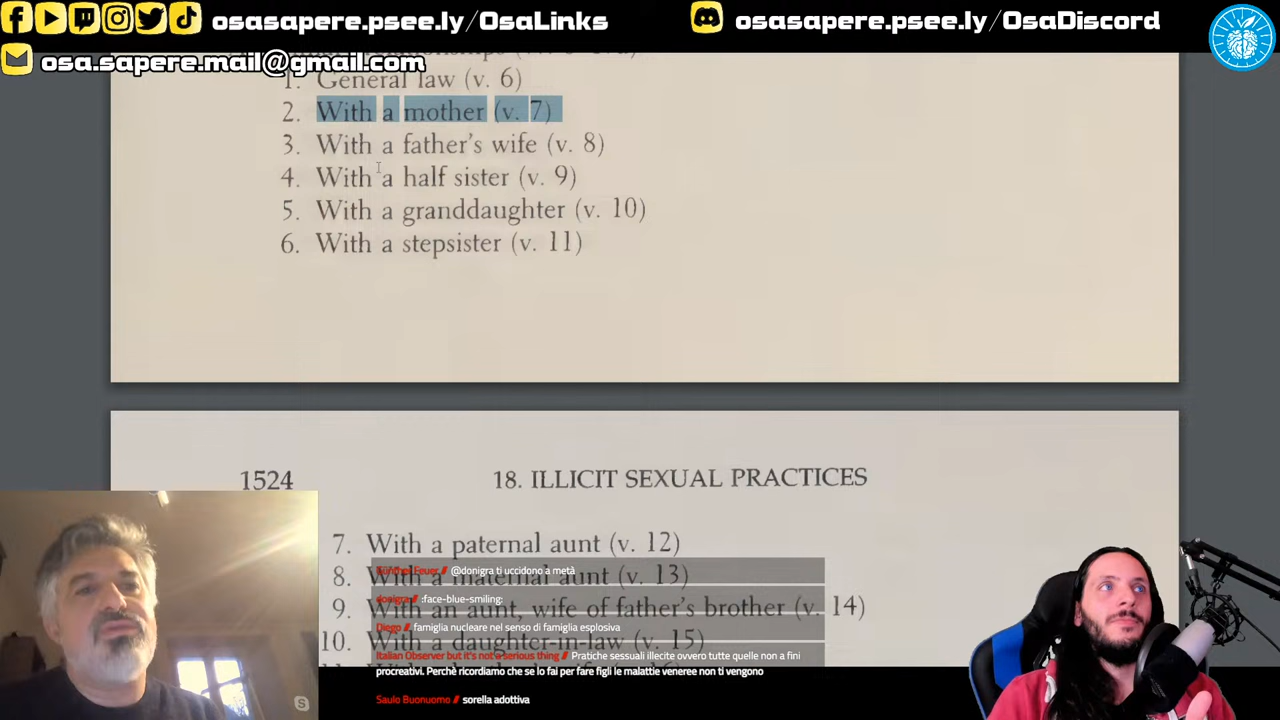 osasapere.psee.ly/OsaLinks
osasapere.psee.ly/OsaDiscord
osa.sapere.mail@gmail.com
1. General law (v. 6)
2. With a mother (v. 7)
3. With a father's wife (v. 8)
4. With a half sister (v. 9)
5. With a granddaughter (v. 10)
6. With a stepsister (v. 11)
1524
18. ILLICIT SEXUAL PRACTICES
7. With a paternal aunt (v. 12)
8. With a maternal aunt (v. 13)
9. With an aunt, wife of father's brother (v. 14)
10. With a daughter-in-law (v. 15)
Feuer // @donigra ti uccidono a metà
donigra // :face-blue-smiling:
Diego // famiglia nucleare nel senso di famiglia esplosiva
Italian Observer but it's not a serious thing // Pratiche sessuali illecite ovvero tutte quelle non a fini
procreativi. Perchè ricordiamo che se lo fai per fare figli le malattie veneree non ti vengono
Saulo Buonuomo // sorella adottiva